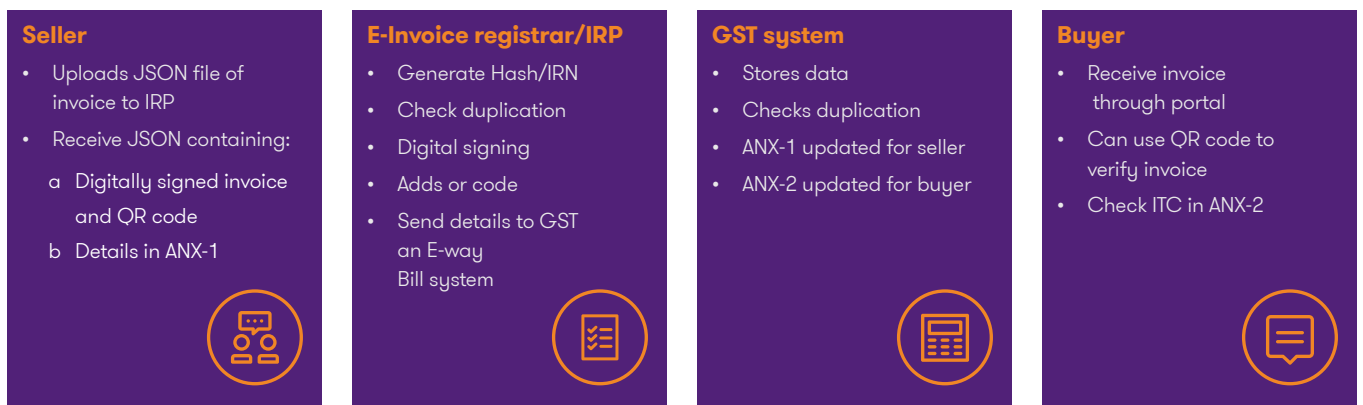 Seller
• Uploads JSON file of
invoice to IRP
• Receive JSON containing:
a Digitally signed invoice
and QR code
b Details in ANX-1
E-Invoice registrar/IRP
• Generate Hash/IRN
• Check duplication
• Digital signing
• Adds or code
• Send details to GST
an E-way
Bill system
GST system
• Stores data
• Checks duplication
• ANX-1 updated for seller
• ANX-2 updated for buyer
Buyer
• Receive invoice
through portal
• Can use QR code to
verify invoice
• Check ITC in ANX-2